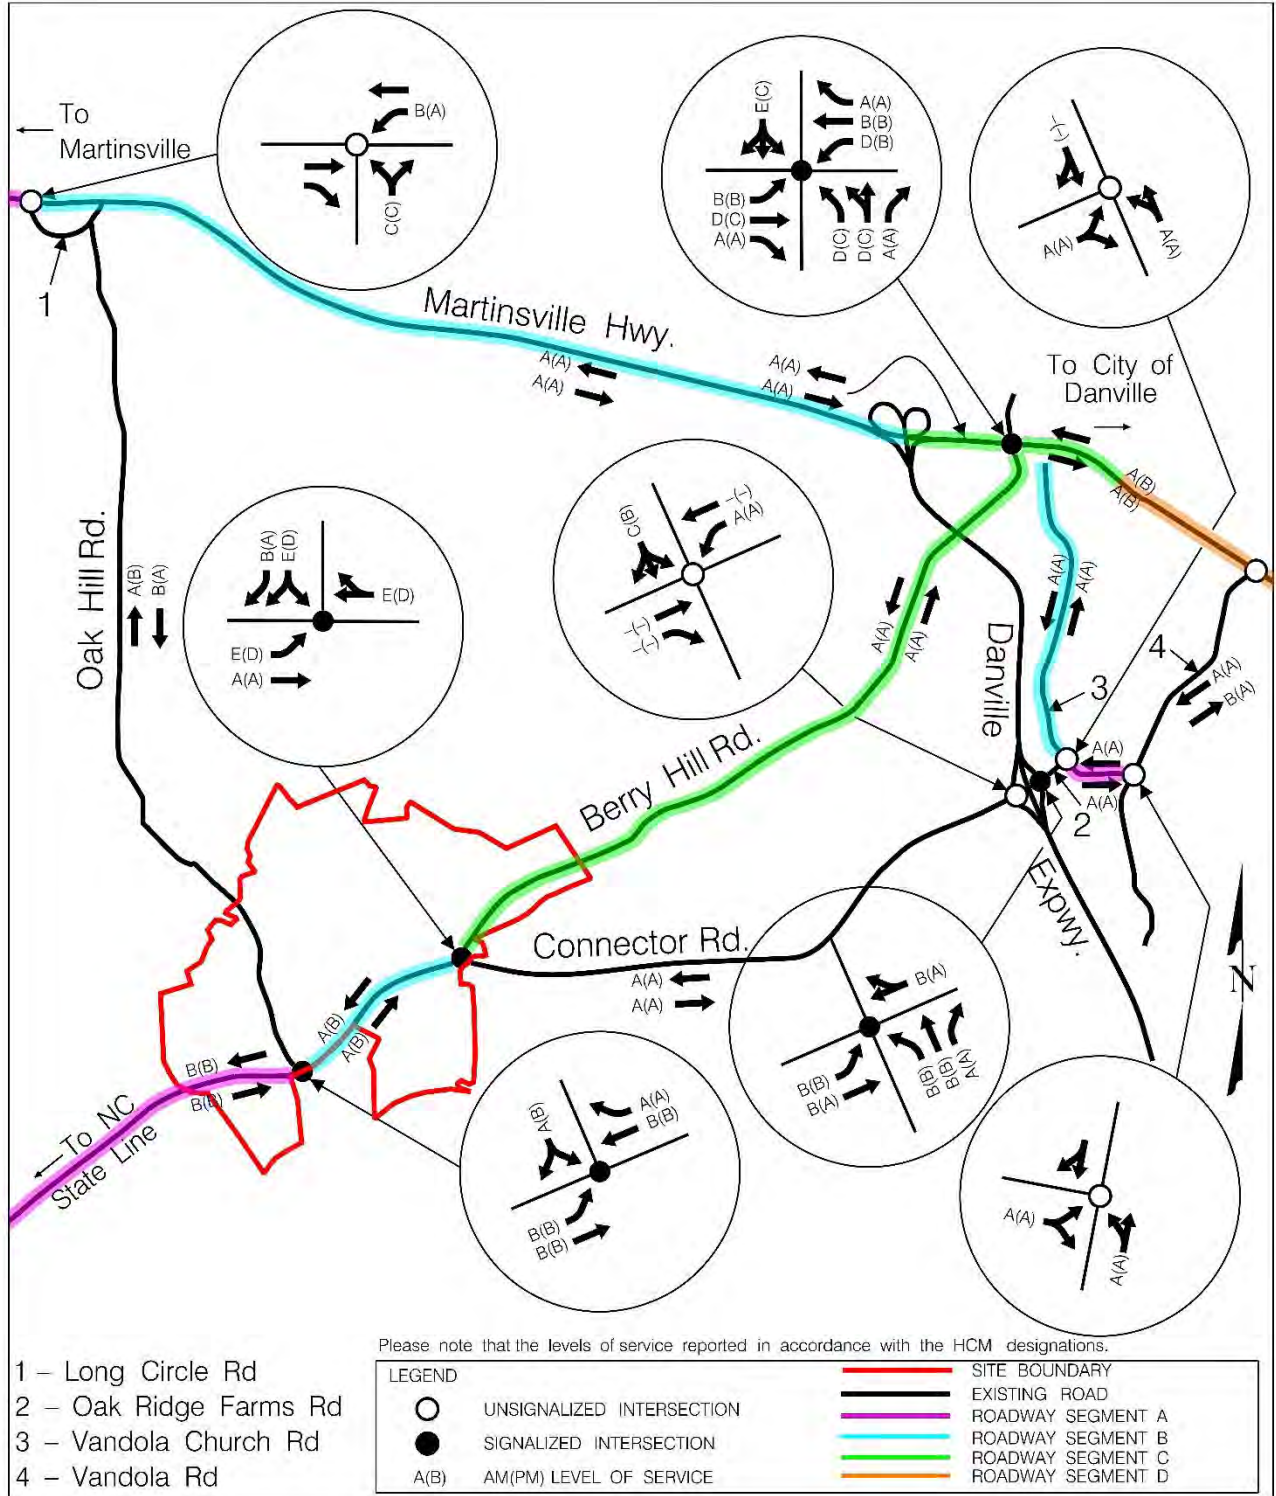 To
Martinsville
B(A)
C(C)
E(C)
A(A)
B(B)
D(B)
B(B)
D(C)
A(A)
D(C)
D(C)
A(A)
-(-)
A(A)
A(A)
1
Martinsville Hwy.
A(A)
A(A)
A(A)
A(A)
To City of
Danville
A(B)
A(B)
Oak Hill Rd.
A(B)
B(A)
B(A)
E(D)
E(D)
E(D)
A(A)
C(B)
-(-)
A(A)
-(-)
-(-)
A(A)
A(A)
Danville
Expwy.
A(A)
A(A)
3
4
A(A)
B(A)
A(A)
A(A)
2
Berry Hill Rd.
Connector Rd.
A(A)
A(A)
A(B)
A(B)
B(B)
B(B)
To NC
State Line
A(B)
A(A)
B(B)
B(B)
B(B)
B(A)
B(B)
B(A)
B(B)
B(B)
A(A)
N
A(A)
A(A)
Please note that the levels of service reported in accordance with the HCM designations.
1 – Long Circle Rd
2 – Oak Ridge Farms Rd
3 – Vandola Church Rd
4 – Vandola Rd
LEGEND
UNSIGNALIZED INTERSECTION
SIGNALIZED INTERSECTION
A(B) AM(PM) LEVEL OF SERVICE
SITE BOUNDARY
EXISTING ROAD
ROADWAY SEGMENT A
ROADWAY SEGMENT B
ROADWAY SEGMENT C
ROADWAY SEGMENT D